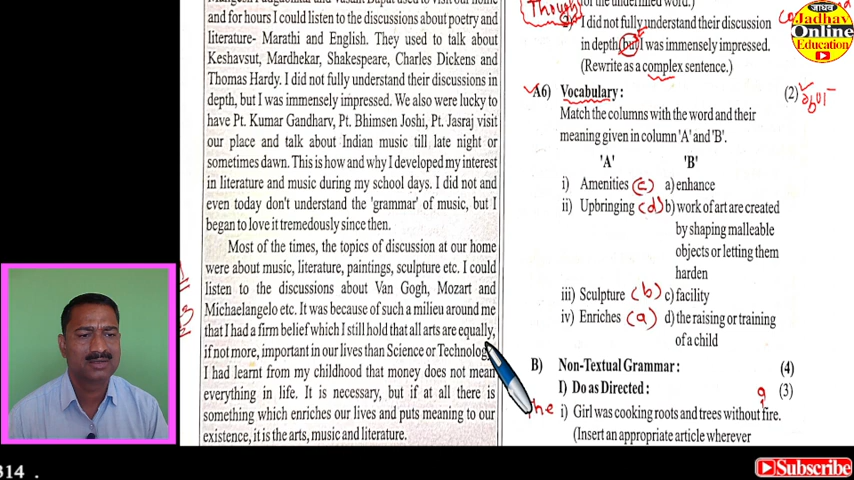 Mangesh Padgaonkar and Vasant Bapat used to visit our home
and for hours I could listen to the discussions about poetry and
literature- Marathi and English. They used to talk about
Keshavsut, Mardhekar, Shakespeare, Charles Dickens and
Thomas Hardy. I did not fully understand their discussions in
depth, but I was immensely impressed. We also were lucky to
have Pt. Kumar Gandharv, Pt. Bhimsen Joshi, Pt. Jasraj visit
our place and talk about Indian music till late night or
sometimes dawn. This is how and why I developed my interest
in literature and music during my school days. I did not and
even today don't understand the 'grammar' of music, but I
began to love it tremedously since then.
Most of the times, the topics of discussion at our home
were about music, literature, paintings, sculpture etc. I could
listen to the discussions about Van Gogh, Mozart and
Michaelangelo etc. It was because of such a milieu around me
that I had a firm belief which I still hold that all arts are equally,
if not more, important in our lives than Science or Technology
I had learnt from my childhood that money does not mean
everything in life. It is necessary, but if at all there is
something which enriches our lives and puts meaning to our
existence, it is the arts, music and literature.
for the underlined word.)
Though
2) I did not fully understand their discussion
in depth, but I was immensely impressed.
(Rewrite as a complex sentence.)
A6) Vocabulary : (2)
Match the columns with the word and their
meaning given in column 'A' and 'B'.
'A' 'B'
i) Amenities (c) a) enhance
ii) Upbringing (d) b) work of art are created
by shaping malleable
objects or letting them
harden
iii) Sculpture (b) c) facility
iv) Enriches (a) d) the raising or training
of a child
B) Non-Textual Grammar : (4)
I) Do as Directed : (3)
a
The i) Girl was cooking roots and trees without fire.
(Insert an appropriate article wherever
जाधव
Jadhav
Online
Education
314 .
Subscribe